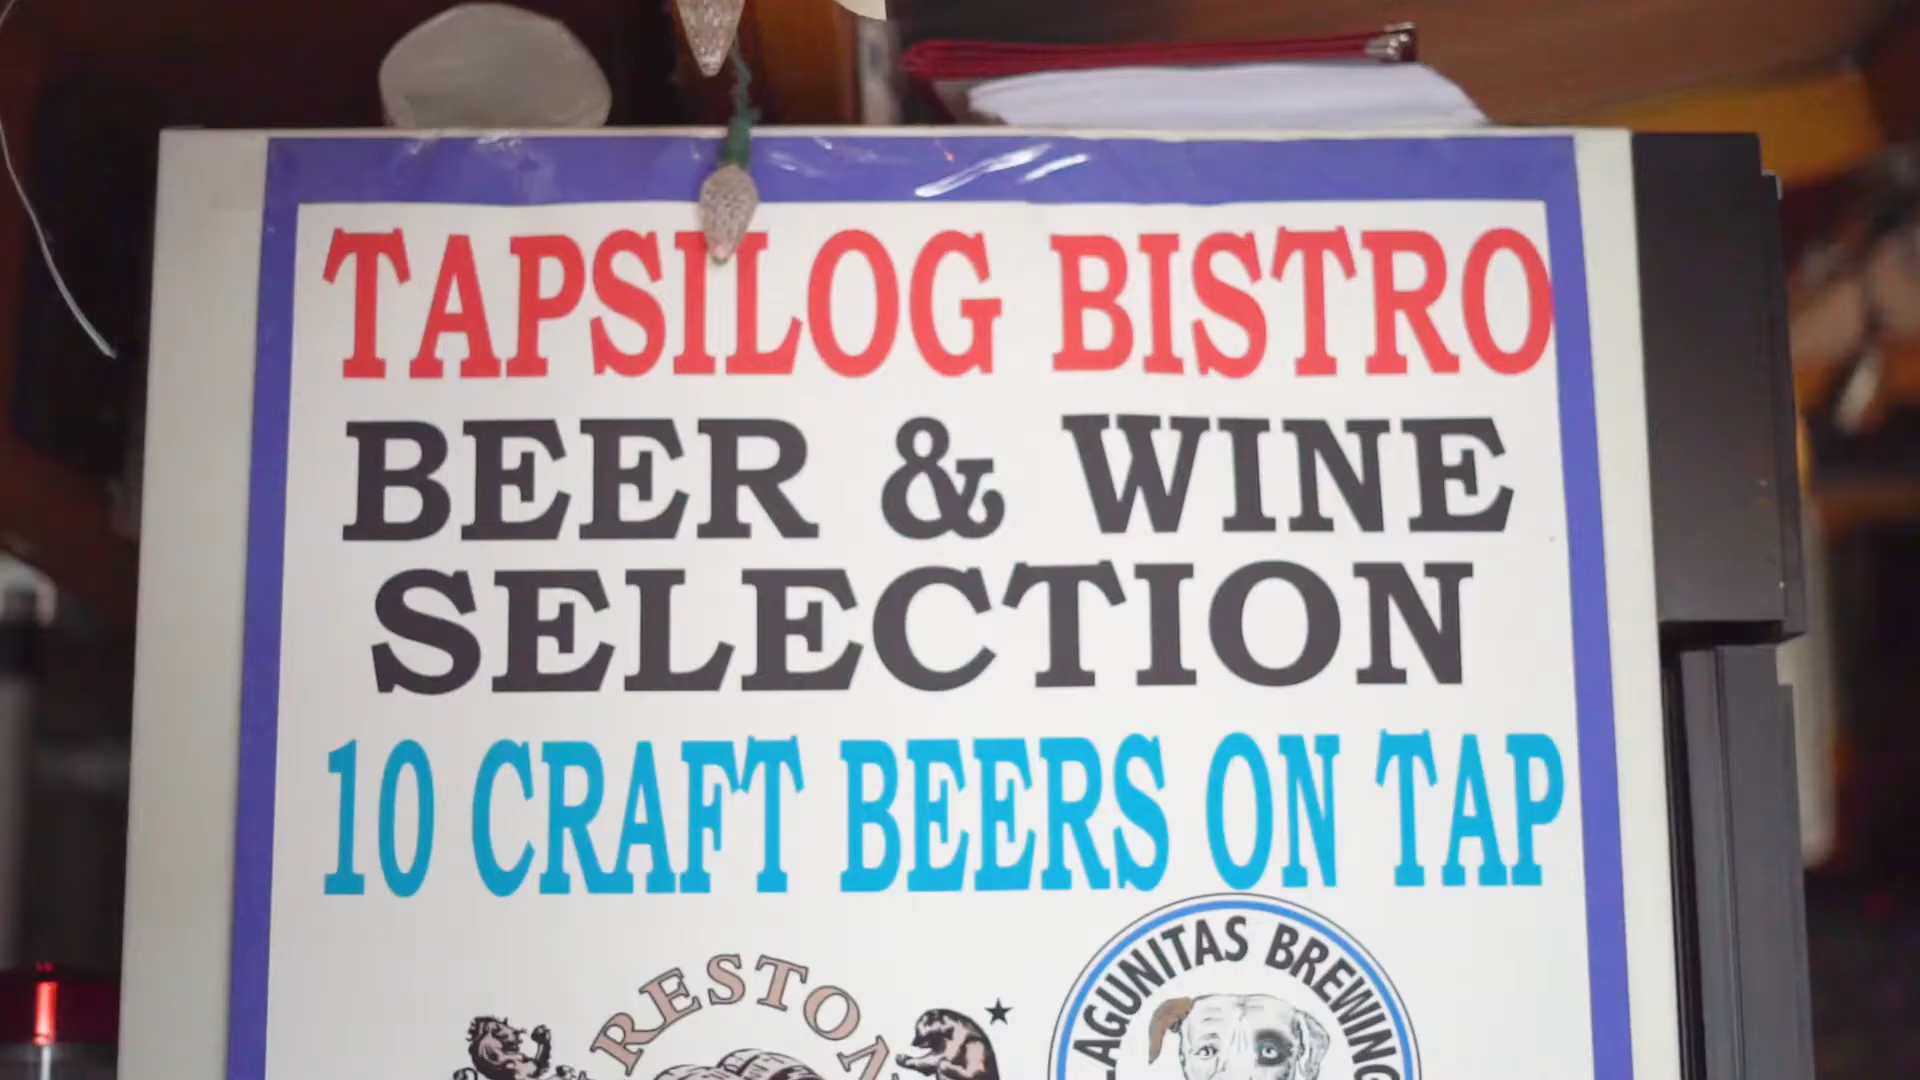 TAPSILOG BISTRO
BEER & WINE
SELECTION
10 CRAFT BEERS ON TAP
LAGUNITAS BREWING